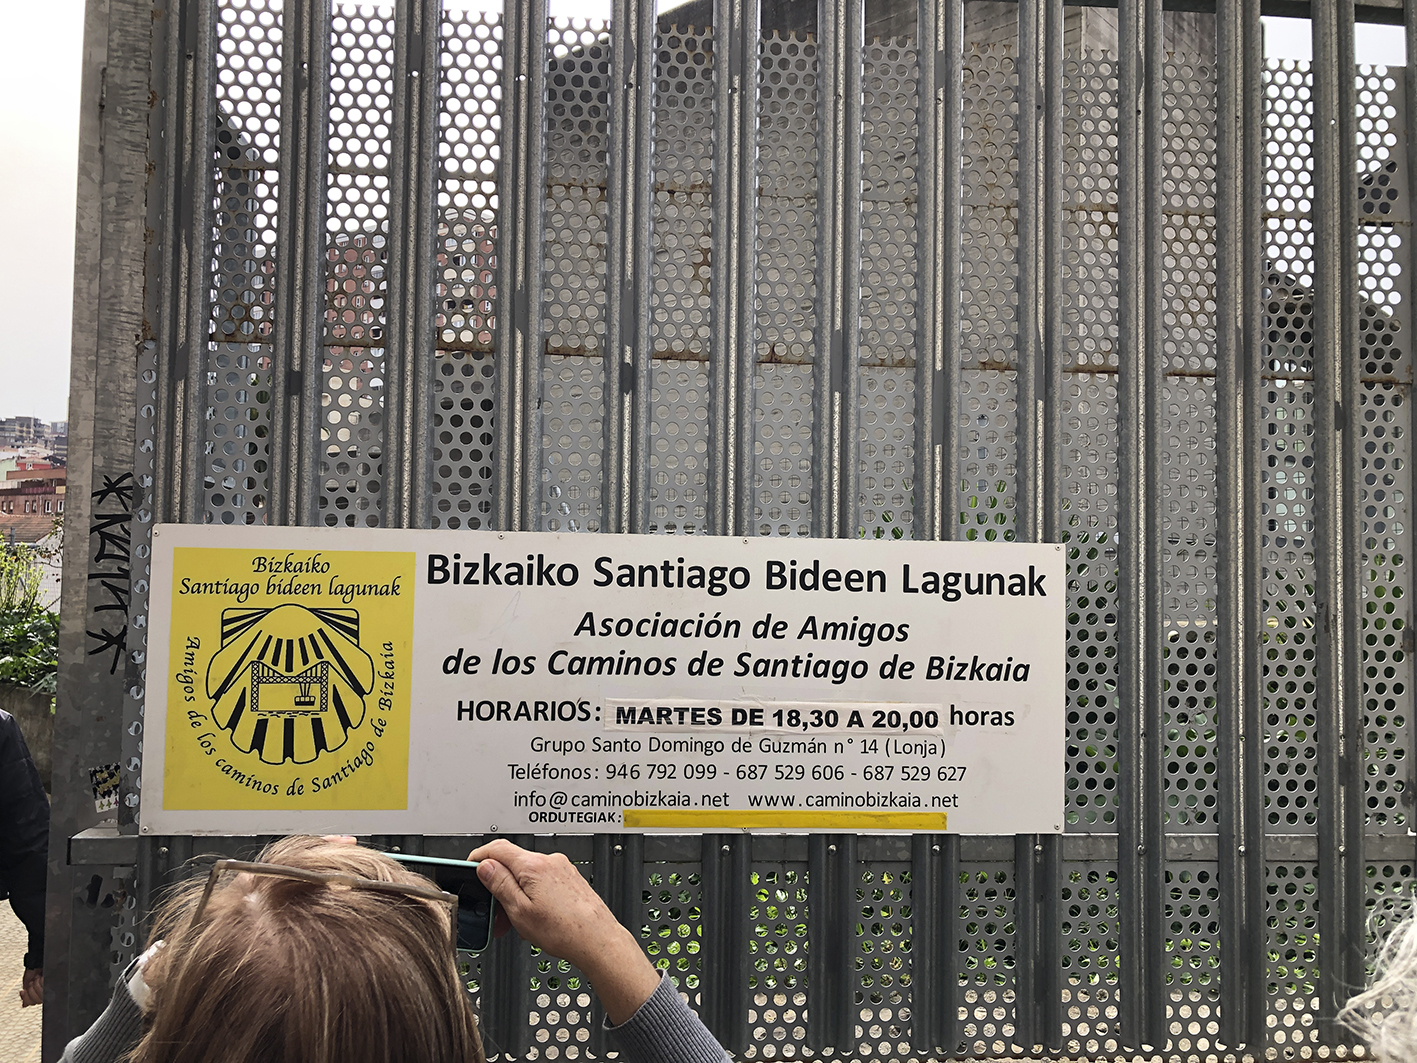 Bizkaiko
Santiago bideen lagunak
Amigos de los caminos de Santiago de Bizkaia
Bizkaiko Santiago Bideen Lagunak
Asociación de Amigos
de los Caminos de Santiago de Bizkaia
HORARIOS: MARTES DE 18,30 A 20,00 horas
Grupo Santo Domingo de Guzmán n° 14 (Lonja)
Teléfonos: 946 792 099 - 687 529 606 - 687 529 627
info@caminobizkaia.net www.caminobizkaia.net
ORDUTEGIAK: